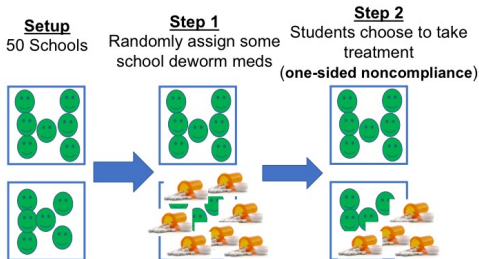 Setup
50 Schools
Step 1
Randomly assign some
school deworm meds
Step 2
Students choose to take
treatment
(one-sided noncompliance)